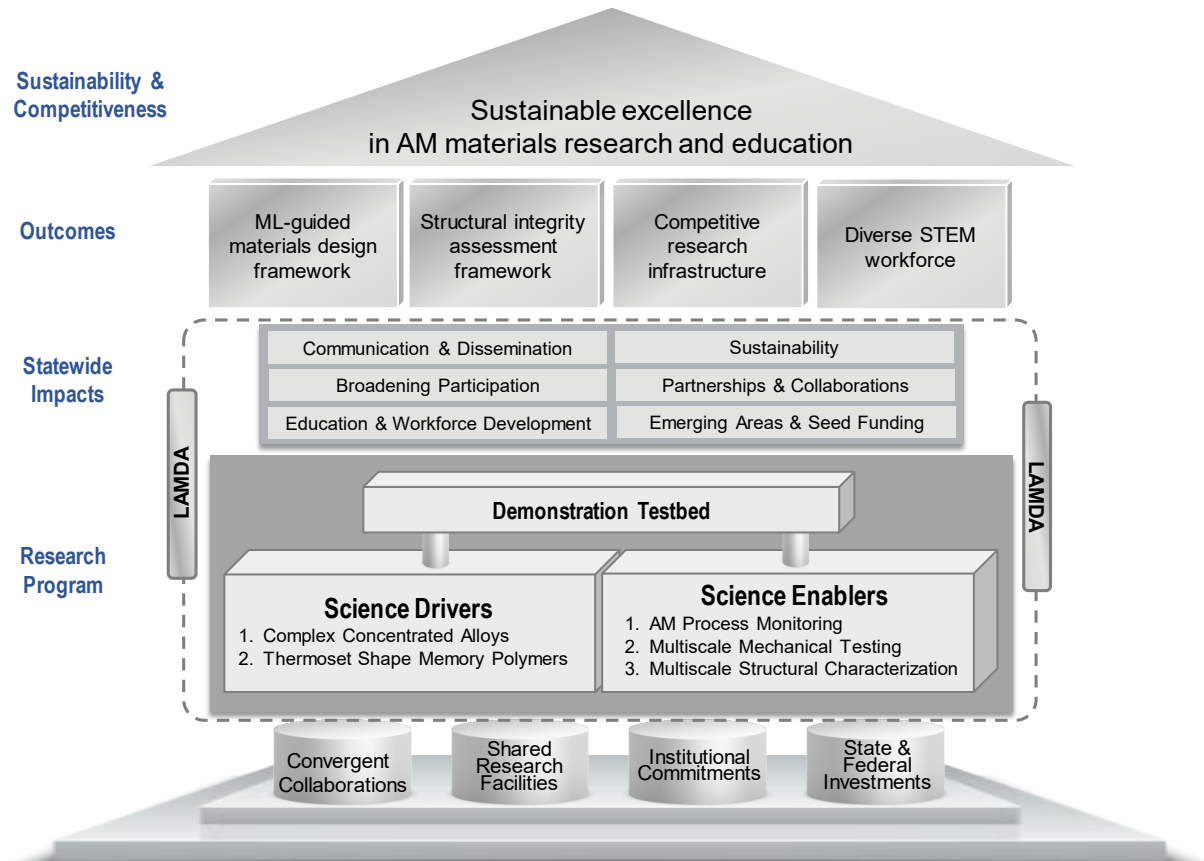 Sustainability &
Competitiveness
Sustainable excellence
in AM materials research and education
Outcomes
ML-guided
materials design
framework
Structural integrity
assessment
framework
Competitive
research
infrastructure
Diverse STEM
workforce
Statewide
Impacts
Communication & Dissemination
Sustainability
Broadening Participation
Partnerships & Collaborations
Education & Workforce Development
Emerging Areas & Seed Funding
LAMDA
LAMDA
Research
Program
Demonstration Testbed
Science Drivers
1. Complex Concentrated Alloys
2. Thermoset Shape Memory Polymers
Science Enablers
1. AM Process Monitoring
2. Multiscale Mechanical Testing
3. Multiscale Structural Characterization
Convergent
Collaborations
Shared
Research
Facilities
Institutional
Commitments
State &
Federal
Investments